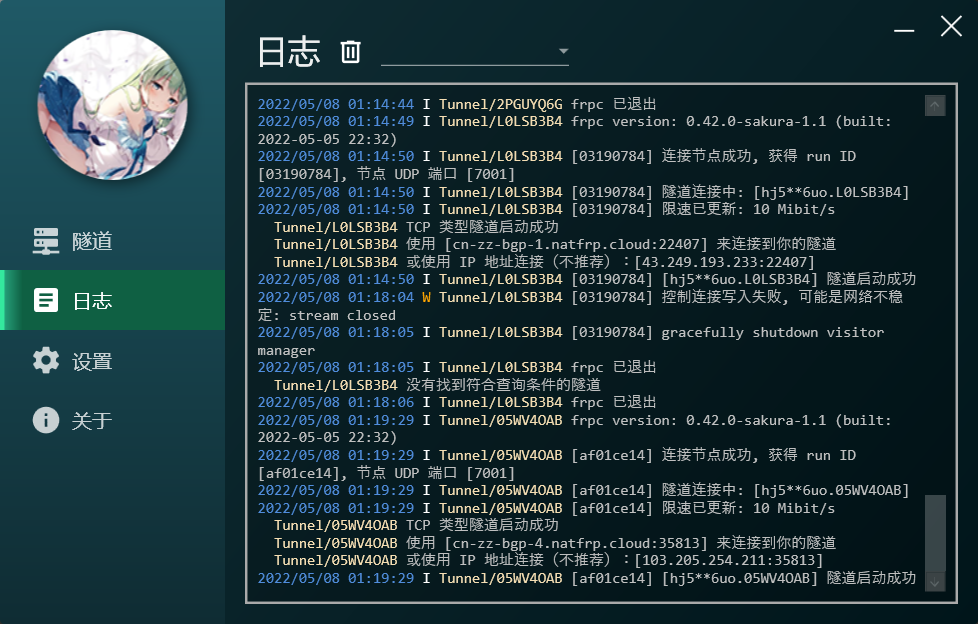 日志
隧道
日志
设置
关于
2022/05/08 01:14:44 I Tunnel/2PGUYQ6G frpc 已退出
2022/05/08 01:14:49 I Tunnel/L0LSB3B4 frpc version: 0.42.0-sakura-1.1 (built:
2022-05-05 22:32)
2022/05/08 01:14:50 I Tunnel/L0LSB3B4 [03190784] 连接节点成功, 获得 run ID
[03190784], 节点 UDP 端口 [7001]
2022/05/08 01:14:50 I Tunnel/L0LSB3B4 [03190784] 隧道连接中: [hj5**6uo.L0LSB3B4]
2022/05/08 01:14:50 I Tunnel/L0LSB3B4 [03190784] 限速已更新: 10 Mibit/s
Tunnel/L0LSB3B4 TCP 类型隧道启动成功
Tunnel/L0LSB3B4 使用 [cn-zz-bgp-1.natfrp.cloud:22407] 来连接到你的隧道
Tunnel/L0LSB3B4 或使用 IP 地址连接（不推荐）：[43.249.193.233:22407]
2022/05/08 01:14:50 I Tunnel/L0LSB3B4 [03190784] [hj5**6uo.L0LSB3B4] 隧道启动成功
2022/05/08 01:18:04 W Tunnel/L0LSB3B4 [03190784] 控制连接写入失败, 可能是网络不稳
定: stream closed
2022/05/08 01:18:05 I Tunnel/L0LSB3B4 [03190784] gracefully shutdown visitor
manager
2022/05/08 01:18:05 I Tunnel/L0LSB3B4 frpc 已退出
Tunnel/L0LSB3B4 没有找到符合查询条件的隧道
2022/05/08 01:18:06 I Tunnel/L0LSB3B4 frpc 已退出
2022/05/08 01:19:29 I Tunnel/05WV4OAB frpc version: 0.42.0-sakura-1.1 (built:
2022-05-05 22:32)
2022/05/08 01:19:29 I Tunnel/05WV4OAB [af01ce14] 连接节点成功, 获得 run ID
[af01ce14], 节点 UDP 端口 [7001]
2022/05/08 01:19:29 I Tunnel/05WV4OAB [af01ce14] 隧道连接中: [hj5**6uo.05WV4OAB]
2022/05/08 01:19:29 I Tunnel/05WV4OAB [af01ce14] 限速已更新: 10 Mibit/s
Tunnel/05WV4OAB TCP 类型隧道启动成功
Tunnel/05WV4OAB 使用 [cn-zz-bgp-4.natfrp.cloud:35813] 来连接到你的隧道
Tunnel/05WV4OAB 或使用 IP 地址连接（不推荐）：[103.205.254.211:35813]
2022/05/08 01:19:29 I Tunnel/05WV4OAB [af01ce14] [hj5**6uo.05WV4OAB] 隧道启动成功